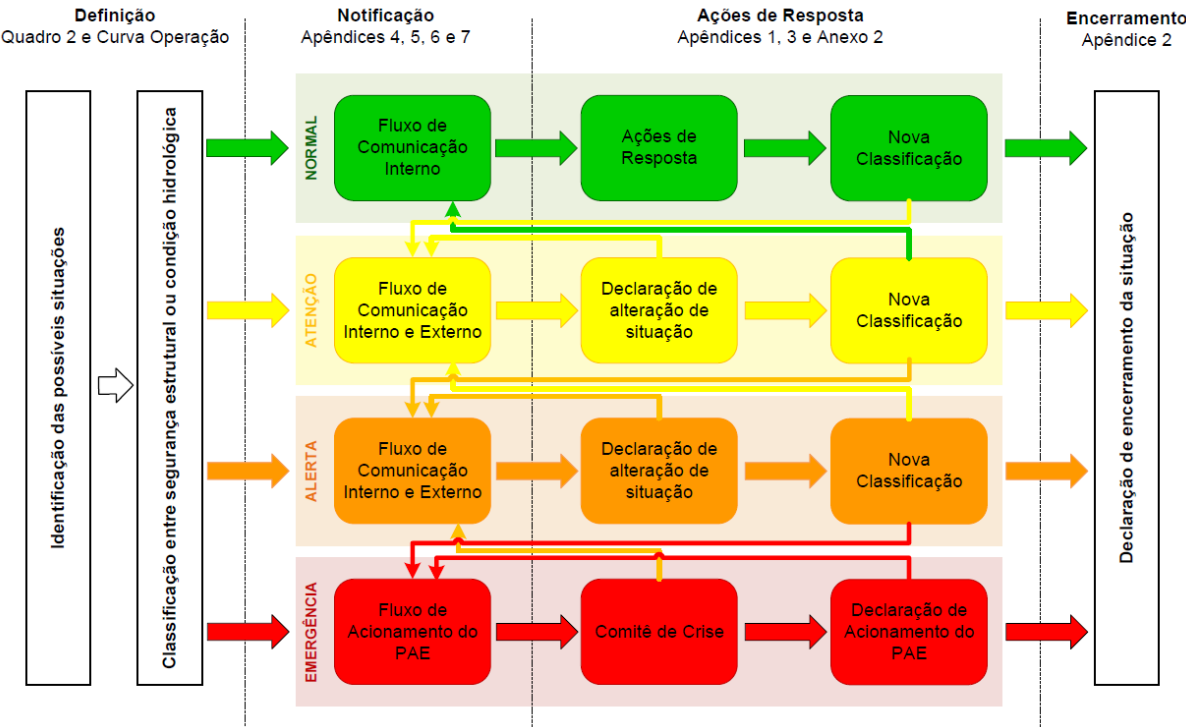 Definição
Quadro 2 e Curva Operação
Notificação
Apêndices 4, 5, 6 e 7
Ações de Resposta
Apêndices 1, 3 e Anexo 2
Encerramento
Apêndice 2
Identificação das possíveis situações
Classificação entre segurança estrutural ou condição hidrológica
NORMAL
Fluxo de
Comunicação
Interno
Ações de
Resposta
Nova
Classificação
ATENÇÃO
Fluxo de
Comunicação
Interno e Externo
Declaração de
alteração de
situação
Nova
Classificação
ALERTA
Fluxo de
Comunicação
Interno e Externo
Declaração de
alteração de
situação
Nova
Classificação
EMERGÊNCIA
Fluxo de
Acionamento do
PAE
Comitê de Crise
Declaração de
Acionamento do
PAE
Declaração de encerramento da situação